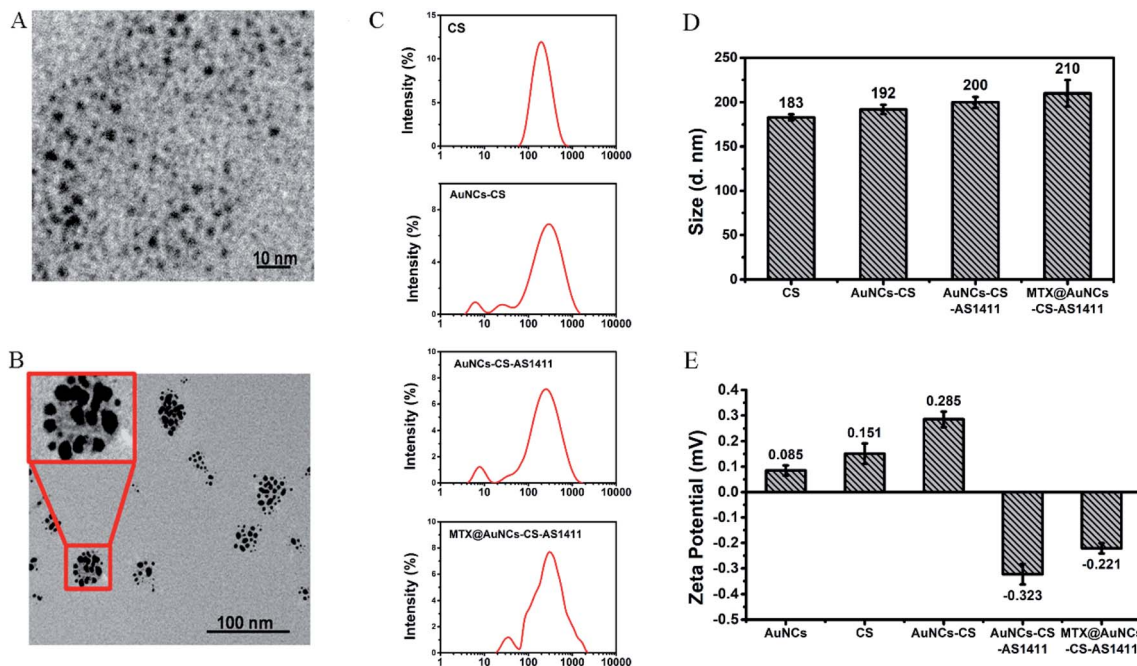 A
10 nm
B
100 nm
C
CS
Intensity (%)
15
10
5
0
1 10 100 1000 10000
AuNCs-CS
Intensity (%)
8
4
0
1 10 100 1000 10000
AuNCs-CS-AS1411
Intensity (%)
10
8
6
4
2
0
1 10 100 1000 10000
MTX@AuNCs-CS-AS1411
Intensity (%)
10
8
6
4
2
0
1 10 100 1000 10000
D
Size (d. nm)
250
200
150
100
50
0
183 192 200 210
CS AuNCs-CS AuNCs-CS MTX@AuNCs
-AS1411 -CS-AS1411
E
Zeta Potential (mV)
0.4
0.3
0.2
0.1
0.0
-0.1
-0.2
-0.3
-0.4
-0.5
0.085 0.151 0.285 -0.323 -0.221
AuNCs CS AuNCs-CS AuNCs-CS MTX@AuNCs
-AS1411 -CS-AS1411